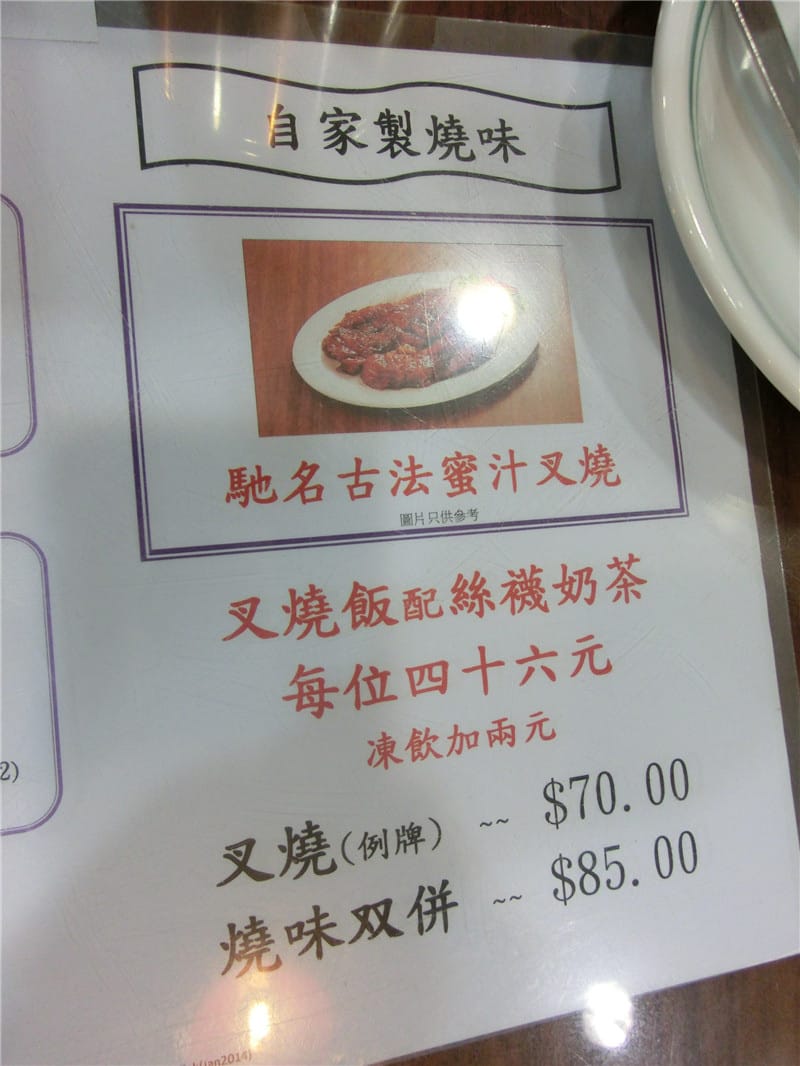 自家製燒味
馳名古法蜜汁叉燒
圖片只供參考
叉燒飯配絲襪奶茶
每位四十六元
凍飲加兩元
叉燒(例牌) ~~ $70.00
燒味双併 ~~ $85.00
2)
(jan2014)